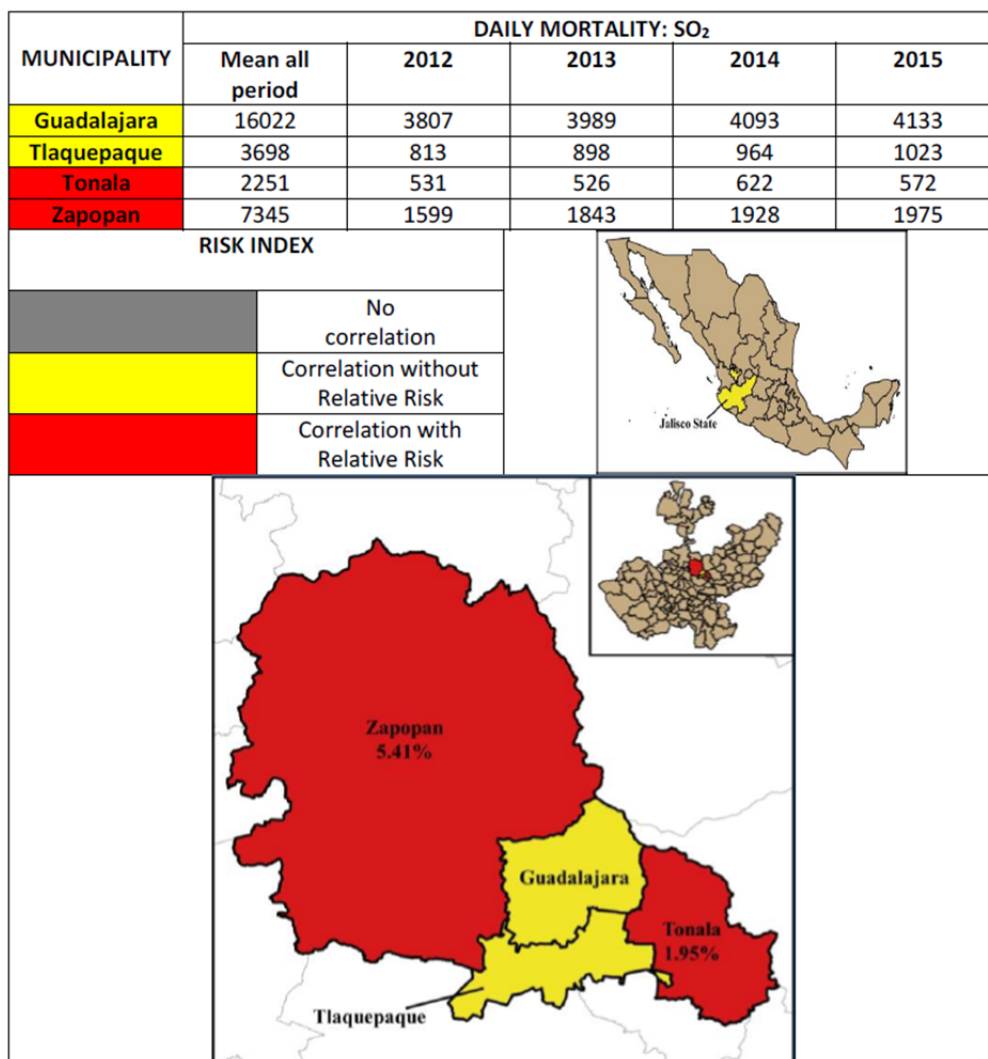 DAILY MORTALITY: SO₂
MUNICIPALITY
Mean all
period
2012
2013
2014
2015
Guadalajara 16022 3807 3989 4093 4133
Tlaquepaque 3698 813 898 964 1023
Tonala 2251 531 526 622 572
Zapopan 7345 1599 1843 1928 1975
RISK INDEX
No
correlation
Correlation without
Relative Risk
Correlation with
Relative Risk
Jalisco State
Zapopan
5.41%
Guadalajara
Tonala
1.95%
Tlaquepaque